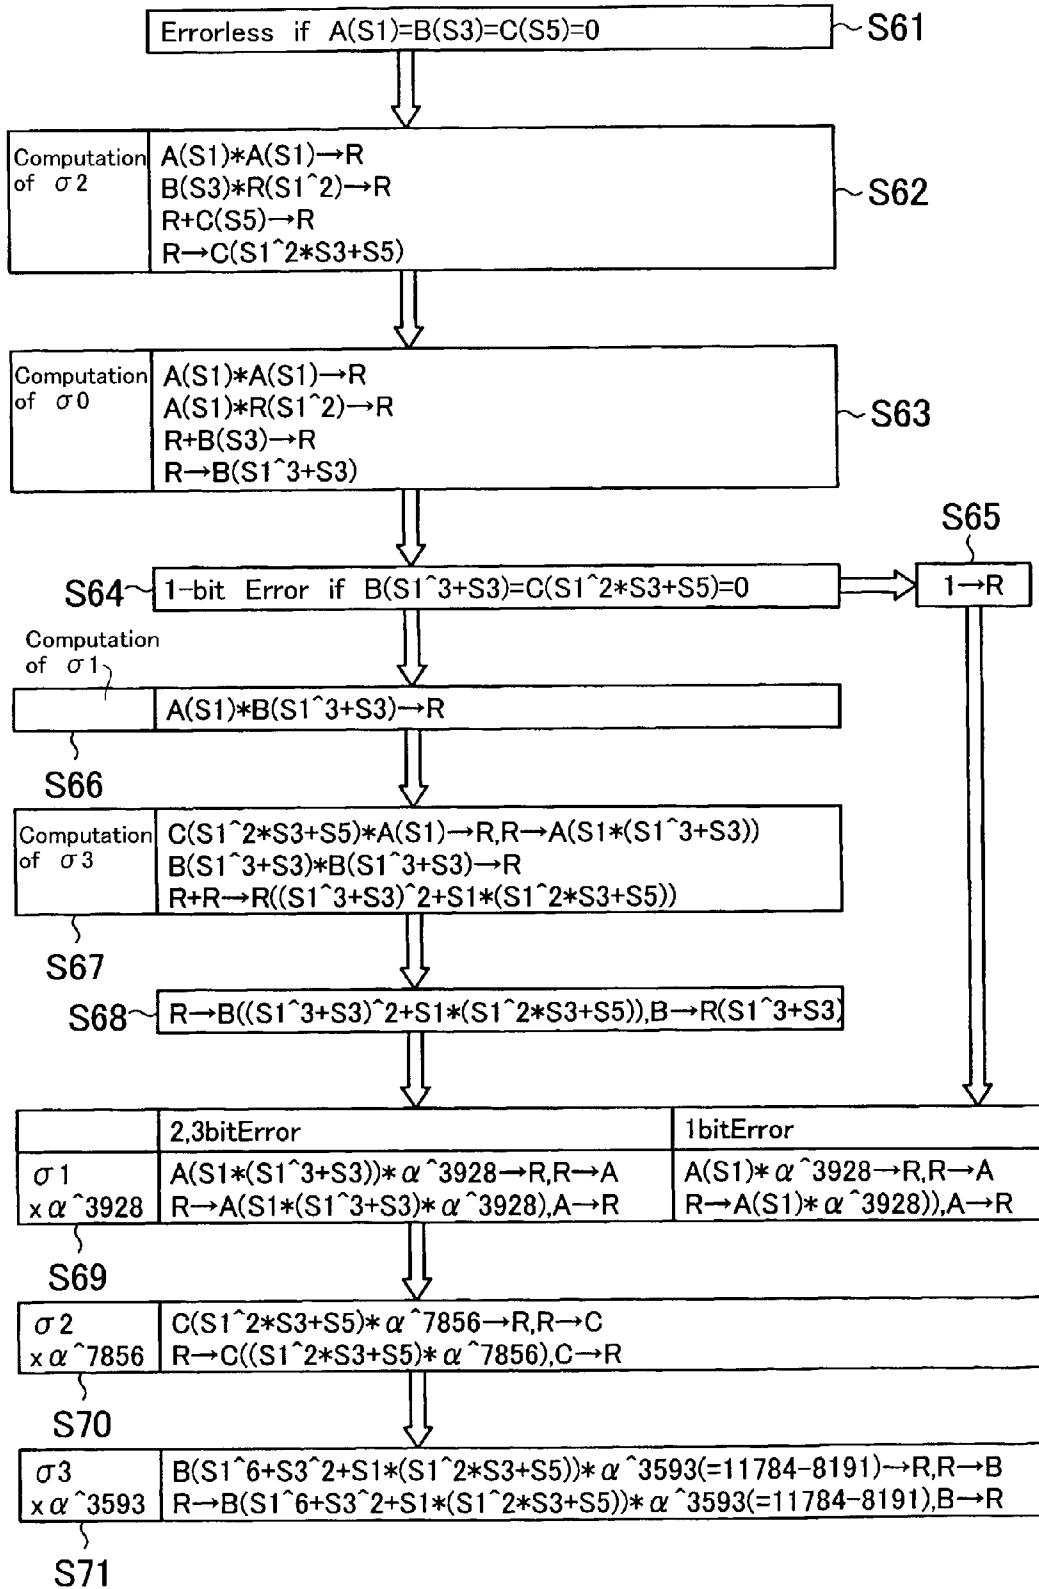 Errorless if A(S1)=B(S3)=C(S5)=0
S61
Computation of σ2
A(S1)*A(S1)→R
B(S3)*R(S1^2)→R
R+C(S5)→R
R→C(S1^2*S3+S5)
S62
Computation of σ0
A(S1)*A(S1)→R
A(S1)*R(S1^2)→R
R+B(S3)→R
R→B(S1^3+S3)
S63
S65
S64
1-bit Error if B(S1^3+S3)=C(S1^2*S3+S5)=0
1→R
Computation of σ1
A(S1)*B(S1^3+S3)→R
S66
Computation of σ3
C(S1^2*S3+S5)*A(S1)→R,R→A(S1*(S1^3+S3))
B(S1^3+S3)*B(S1^3+S3)→R
R+R→R((S1^3+S3)^2+S1*(S1^2*S3+S5))
S67
S68
R→B((S1^3+S3)^2+S1*(S1^2*S3+S5)),B→R(S1^3+S3)
2,3bitError
1bitError
σ1
xα^3928
A(S1*(S1^3+S3))*α^3928→R,R→A
R→A(S1*(S1^3+S3)*α^3928),A→R
A(S1)*α^3928→R,R→A
R→A(S1)*α^3928)),A→R
S69
σ2
xα^7856
C(S1^2*S3+S5)*α^7856→R,R→C
R→C((S1^2*S3+S5)*α^7856),C→R
S70
σ3
xα^3593
B(S1^6+S3^2+S1*(S1^2*S3+S5))*α^3593(=11784-8191)→R,R→B
R→B(S1^6+S3^2+S1*(S1^2*S3+S5))*α^3593(=11784-8191),B→R
S71